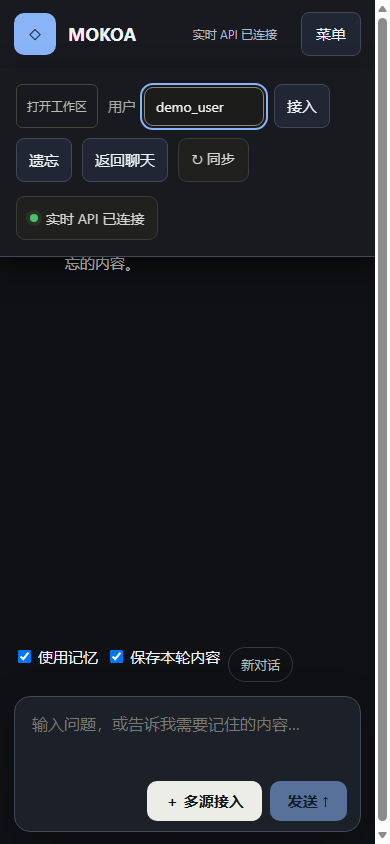 MOKOA 实时 API 已连接 菜单
打开工作区 用户 demo_user 接入
遗忘 返回聊天 ↻ 同步
实时 API 已连接
忘的内容。
使用记忆 保存本轮内容 新对话
输入问题，或告诉我需要记住的内容...
+ 多源接入 发送 ↑